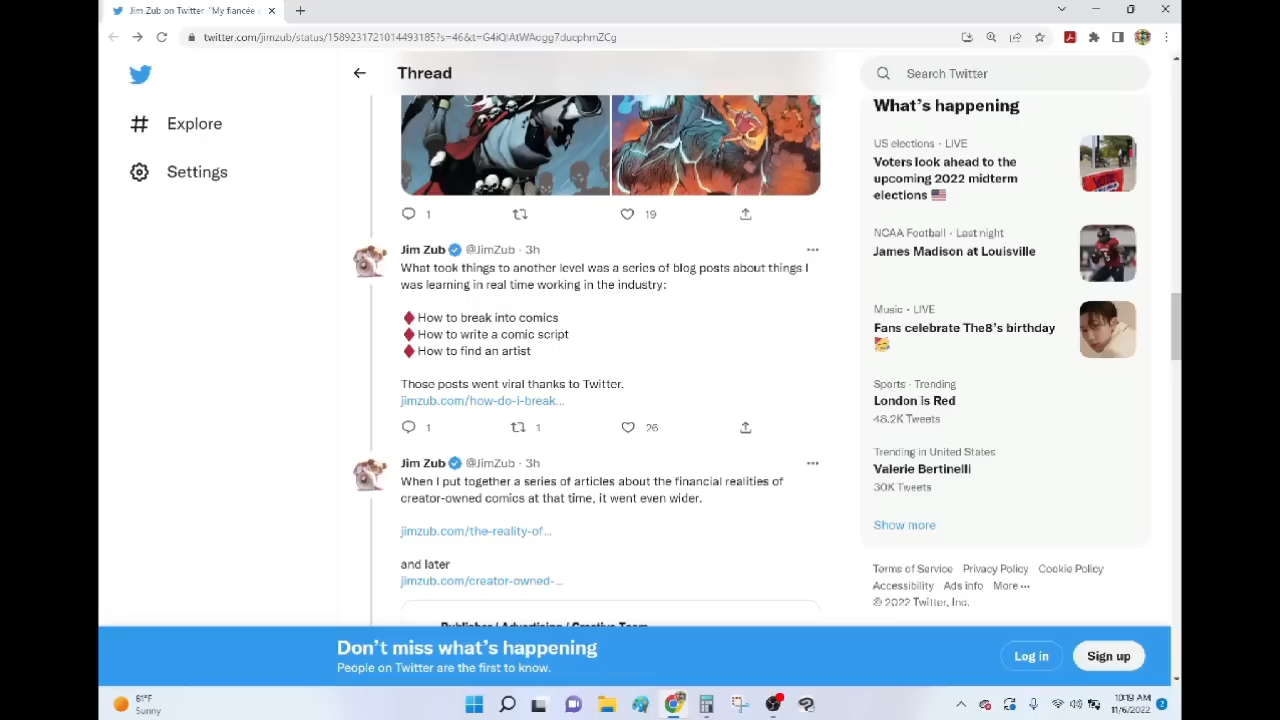 Jim Zub on Twitter: "My fiancée
twitter.com/jimzub/status/1589231721014493185?s=46&t=G4iQiAtWAogg7ducphmZCg
Explore
Settings
Thread
1
19
Jim Zub @JimZub · 3h
What took things to another level was a series of blog posts about things I
was learning in real time working in the industry:
How to break into comics
How to write a comic script
How to find an artist
Those posts went viral thanks to Twitter.
jimzub.com/how-do-i-break…
1
1
26
Jim Zub @JimZub · 3h
When I put together a series of articles about the financial realities of
creator-owned comics at that time, it went even wider.
jimzub.com/the-reality-of…
and later
jimzub.com/creator-owned-…
Publisher / Advertising / Creative Team
Search Twitter
What's happening
US elections · LIVE
Voters look ahead to the
upcoming 2022 midterm
elections
VOTE
NCAA Football · Last night
James Madison at Louisville
Music · LIVE
Fans celebrate The8's birthday
Sports · Trending
London Is Red
48.2K Tweets
Trending in United States
Valerie Bertinelli
30K Tweets
Show more
Terms of Service Privacy Policy Cookie Policy
Accessibility Ads info More ···
© 2022 Twitter, Inc.
Don't miss what's happening
People on Twitter are the first to know.
Log in
Sign up
61°F
Sunny
10:19 AM
11/6/2022
2